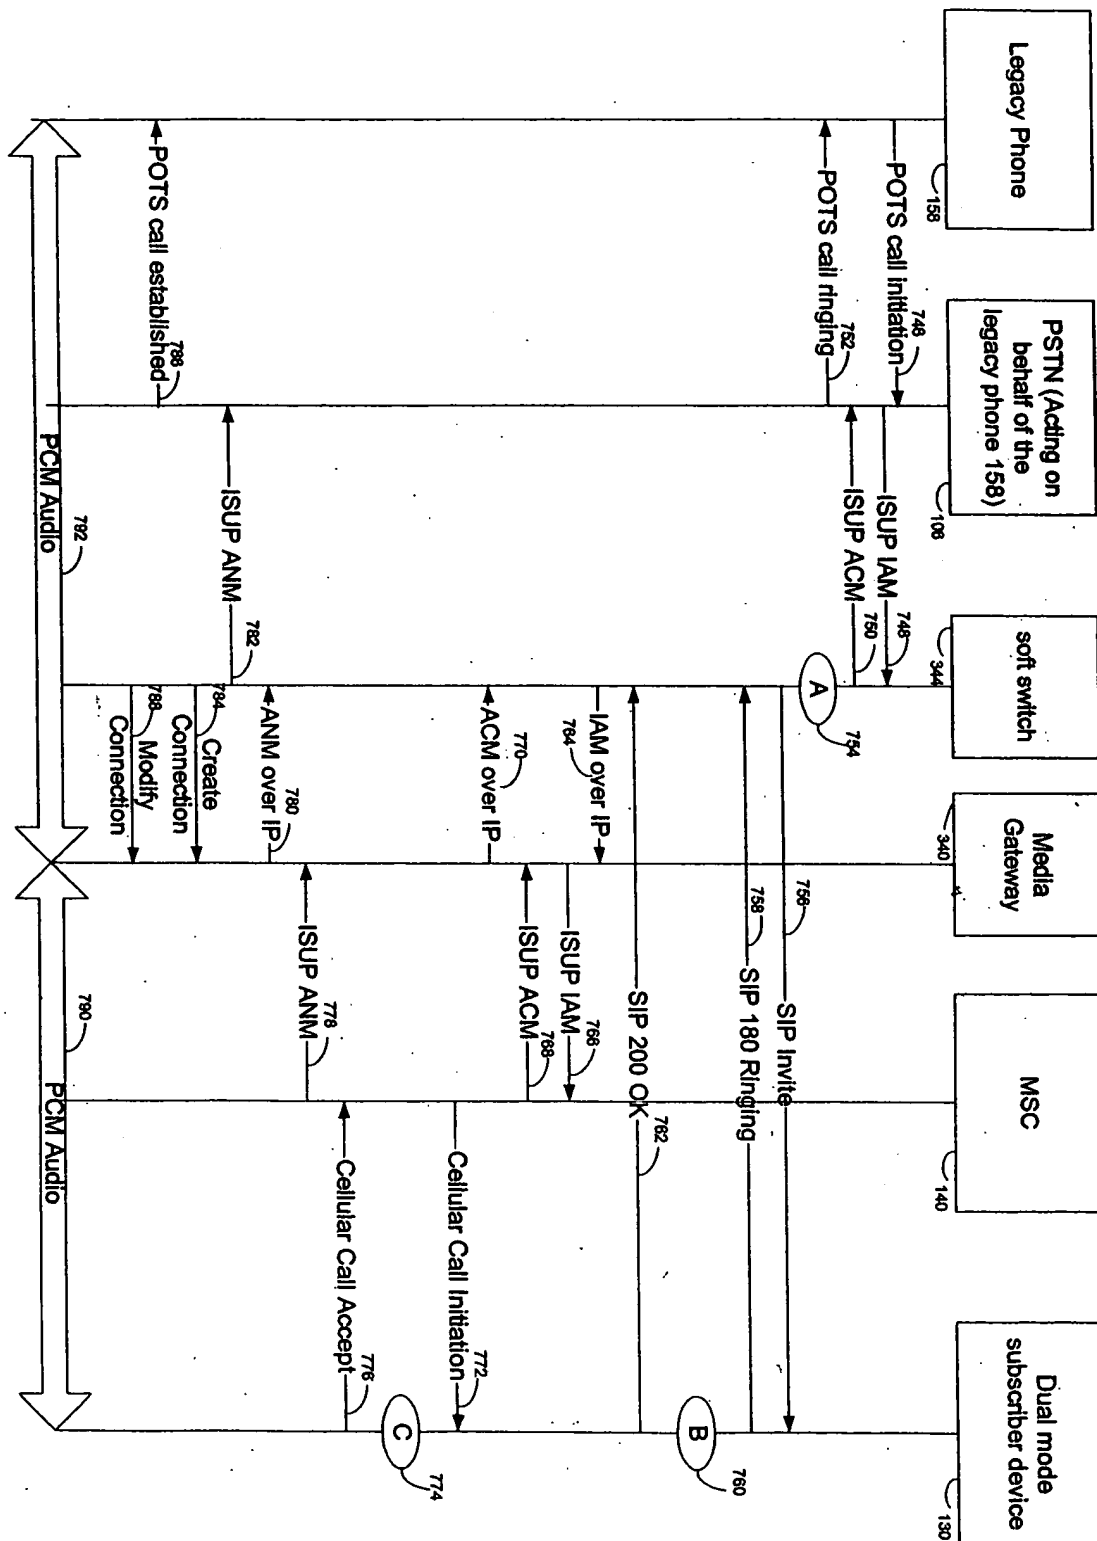 Legacy Phone
158
PSTN (Acting on
behalf of the
legacy phone 158)
106
soft switch
344
Media
Gateway
340
MSC
140
Dual mode
subscriber device
130
POTS call initiation
746
ISUP IAM
748
ISUP ACM
750
POTS call ringing
752
A
754
SIP Invite
756
SIP 180 Ringing
758
B
760
SIP 200 OK
762
IAM over IP
764
ISUP IAM
766
ISUP ACM
768
ACM over IP
770
Cellular Call Initiation
772
C
774
Cellular Call Accept
776
ISUP ANM
778
ANM over IP
780
ISUP ANM
782
Create
Connection
784
POTS call established
788
Modify
Connection
788
PCM Audio
790
PCM Audio
792